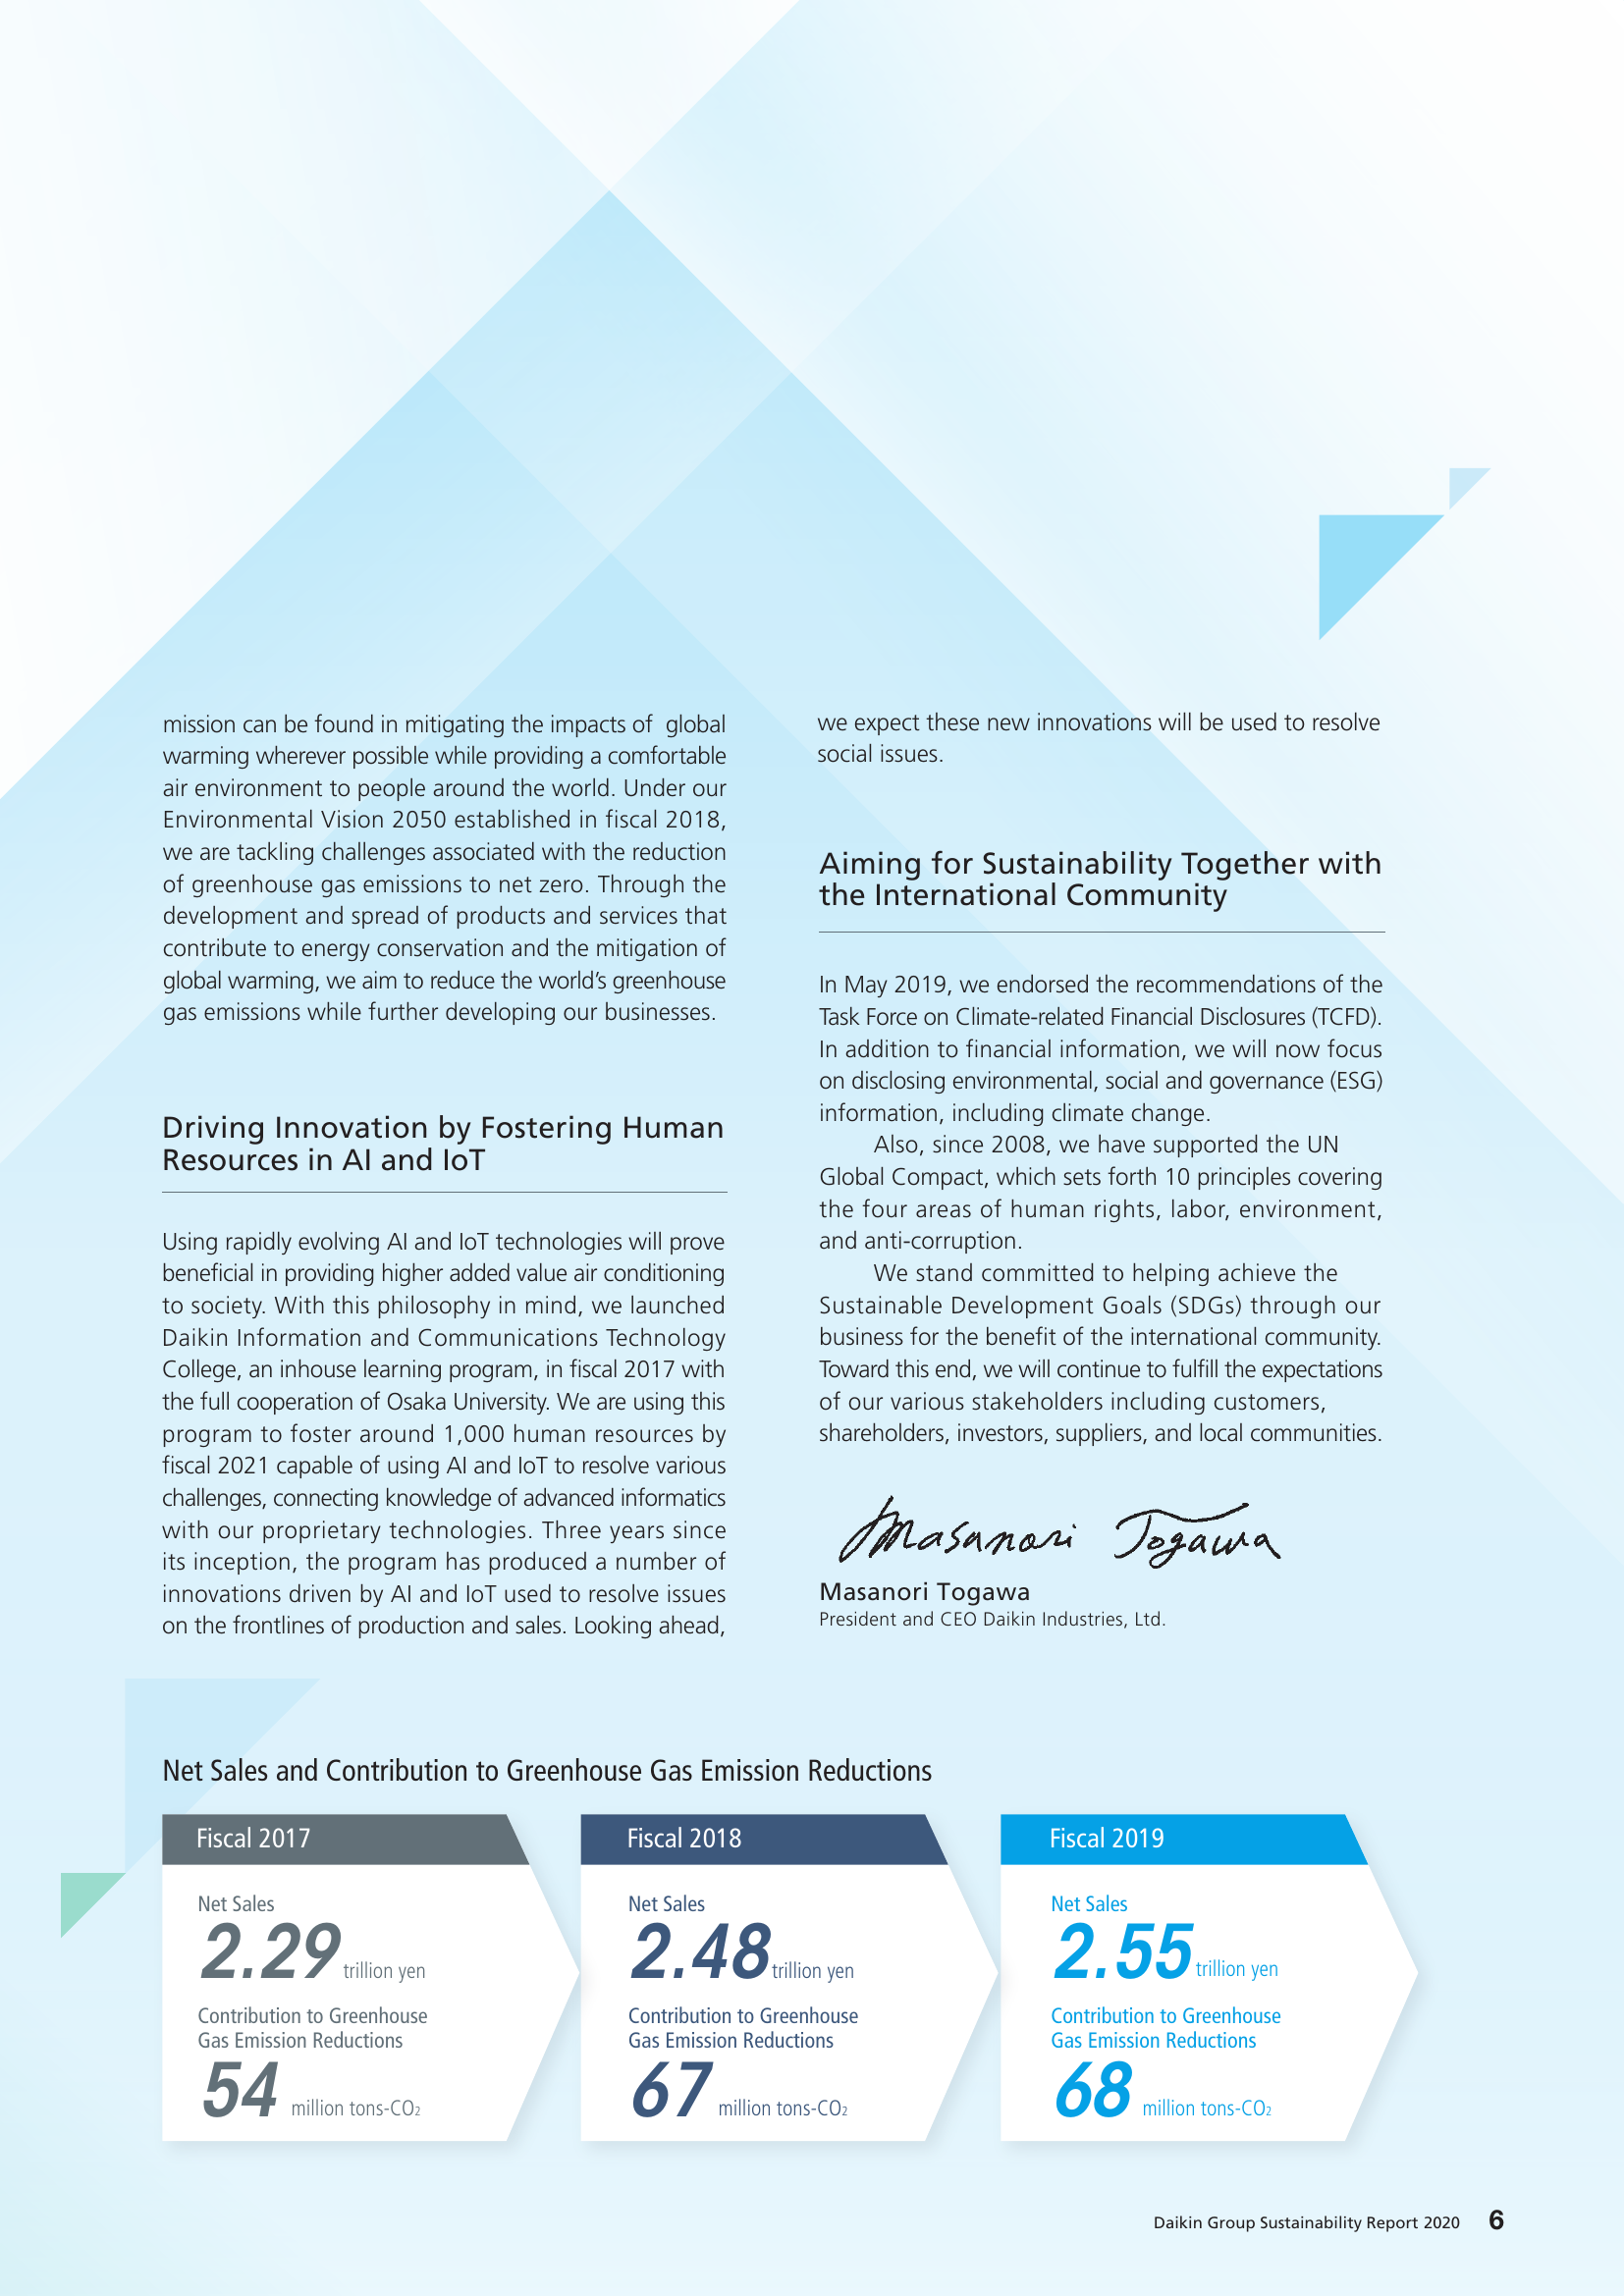 mission can be found in mitigating the impacts of global
warming wherever possible while providing a comfortable
air environment to people around the world. Under our
Environmental Vision 2050 established in fiscal 2018,
we are tackling challenges associated with the reduction
of greenhouse gas emissions to net zero. Through the
development and spread of products and services that
contribute to energy conservation and the mitigation of
global warming, we aim to reduce the world’s greenhouse
gas emissions while further developing our businesses.
Driving Innovation by Fostering Human
Resources in AI and IoT
Using rapidly evolving AI and IoT technologies will prove
beneficial in providing higher added value air conditioning
to society. With this philosophy in mind, we launched
Daikin Information and Communications Technology
College, an inhouse learning program, in fiscal 2017 with
the full cooperation of Osaka University. We are using this
program to foster around 1,000 human resources by
fiscal 2021 capable of using AI and IoT to resolve various
challenges, connecting knowledge of advanced informatics
with our proprietary technologies. Three years since
its inception, the program has produced a number of
innovations driven by AI and IoT used to resolve issues
on the frontlines of production and sales. Looking ahead,
we expect these new innovations will be used to resolve
social issues.
Aiming for Sustainability Together with
the International Community
In May 2019, we endorsed the recommendations of the
Task Force on Climate-related Financial Disclosures (TCFD).
In addition to financial information, we will now focus
on disclosing environmental, social and governance (ESG)
information, including climate change.
Also, since 2008, we have supported the UN
Global Compact, which sets forth 10 principles covering
the four areas of human rights, labor, environment,
and anti-corruption.
We stand committed to helping achieve the
Sustainable Development Goals (SDGs) through our
business for the benefit of the international community.
Toward this end, we will continue to fulfill the expectations
of our various stakeholders including customers,
shareholders, investors, suppliers, and local communities.
Masanori Togawa
Masanori Togawa
President and CEO Daikin Industries, Ltd.
Net Sales and Contribution to Greenhouse Gas Emission Reductions
Fiscal 2017
Net Sales
2.29 trillion yen
Contribution to Greenhouse
Gas Emission Reductions
54 million tons-CO₂
Fiscal 2018
Net Sales
2.48 trillion yen
Contribution to Greenhouse
Gas Emission Reductions
67 million tons-CO₂
Fiscal 2019
Net Sales
2.55 trillion yen
Contribution to Greenhouse
Gas Emission Reductions
68 million tons-CO₂
Daikin Group Sustainability Report 2020 6